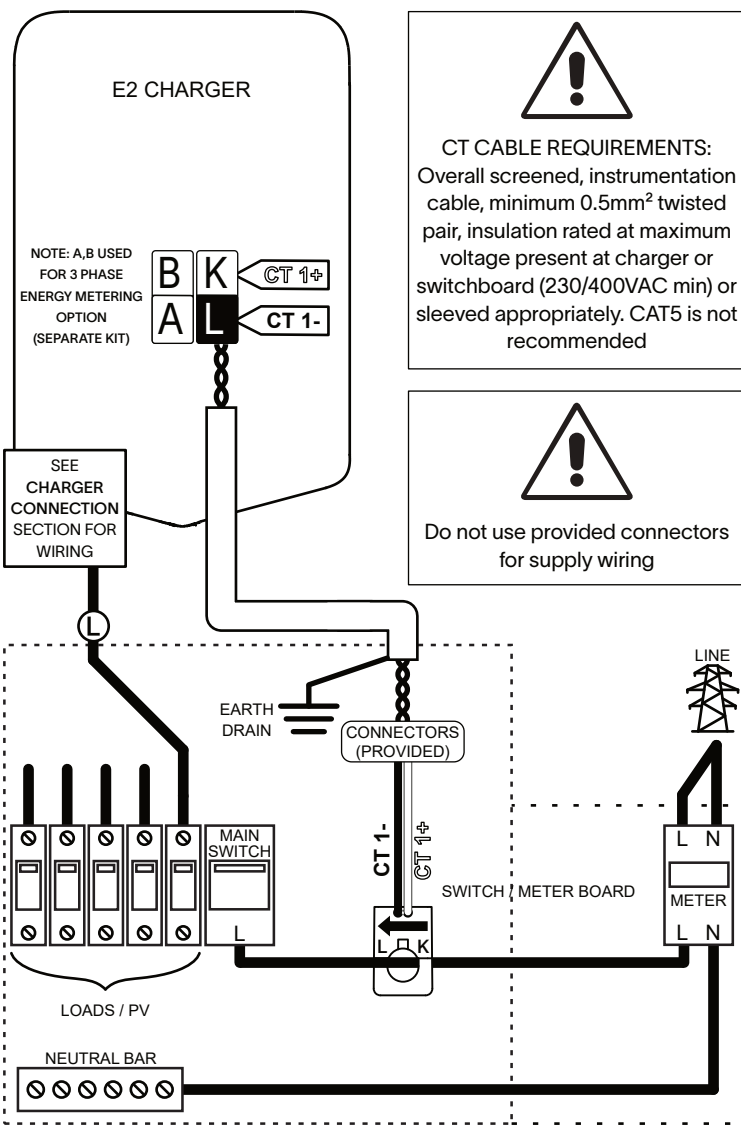 E2 CHARGER
NOTE: A,B USED
FOR 3 PHASE
ENERGY METERING
OPTION
(SEPARATE KIT)
B K CT 1+
A L CT 1-
CT CABLE REQUIREMENTS:
Overall screened, instrumentation
cable, minimum 0.5mm² twisted
pair, insulation rated at maximum
voltage present at charger or
switchboard (230/400VAC min) or
sleeved appropriately. CAT5 is not
recommended
Do not use provided connectors
for supply wiring
SEE
CHARGER
CONNECTION
SECTION FOR
WIRING
L
EARTH
DRAIN
CONNECTORS
(PROVIDED)
LINE
CT 1-
CT 1+
MAIN
SWITCH
L
SWITCH / METER BOARD
L N
METER
L N
L K
LOADS / PV
NEUTRAL BAR